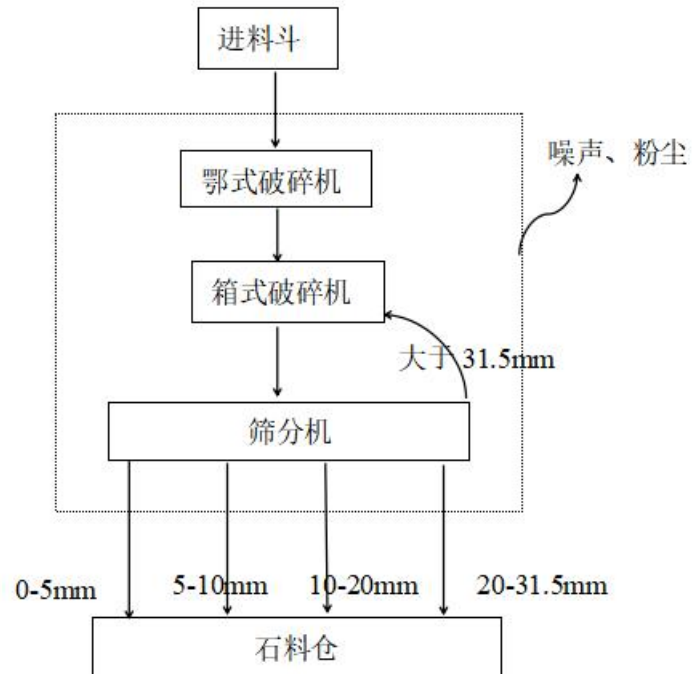 进料斗
鄂式破碎机
噪声、粉尘
箱式破碎机
大于 31.5mm
筛分机
0-5mm
5-10mm
10-20mm
20-31.5mm
石料仓